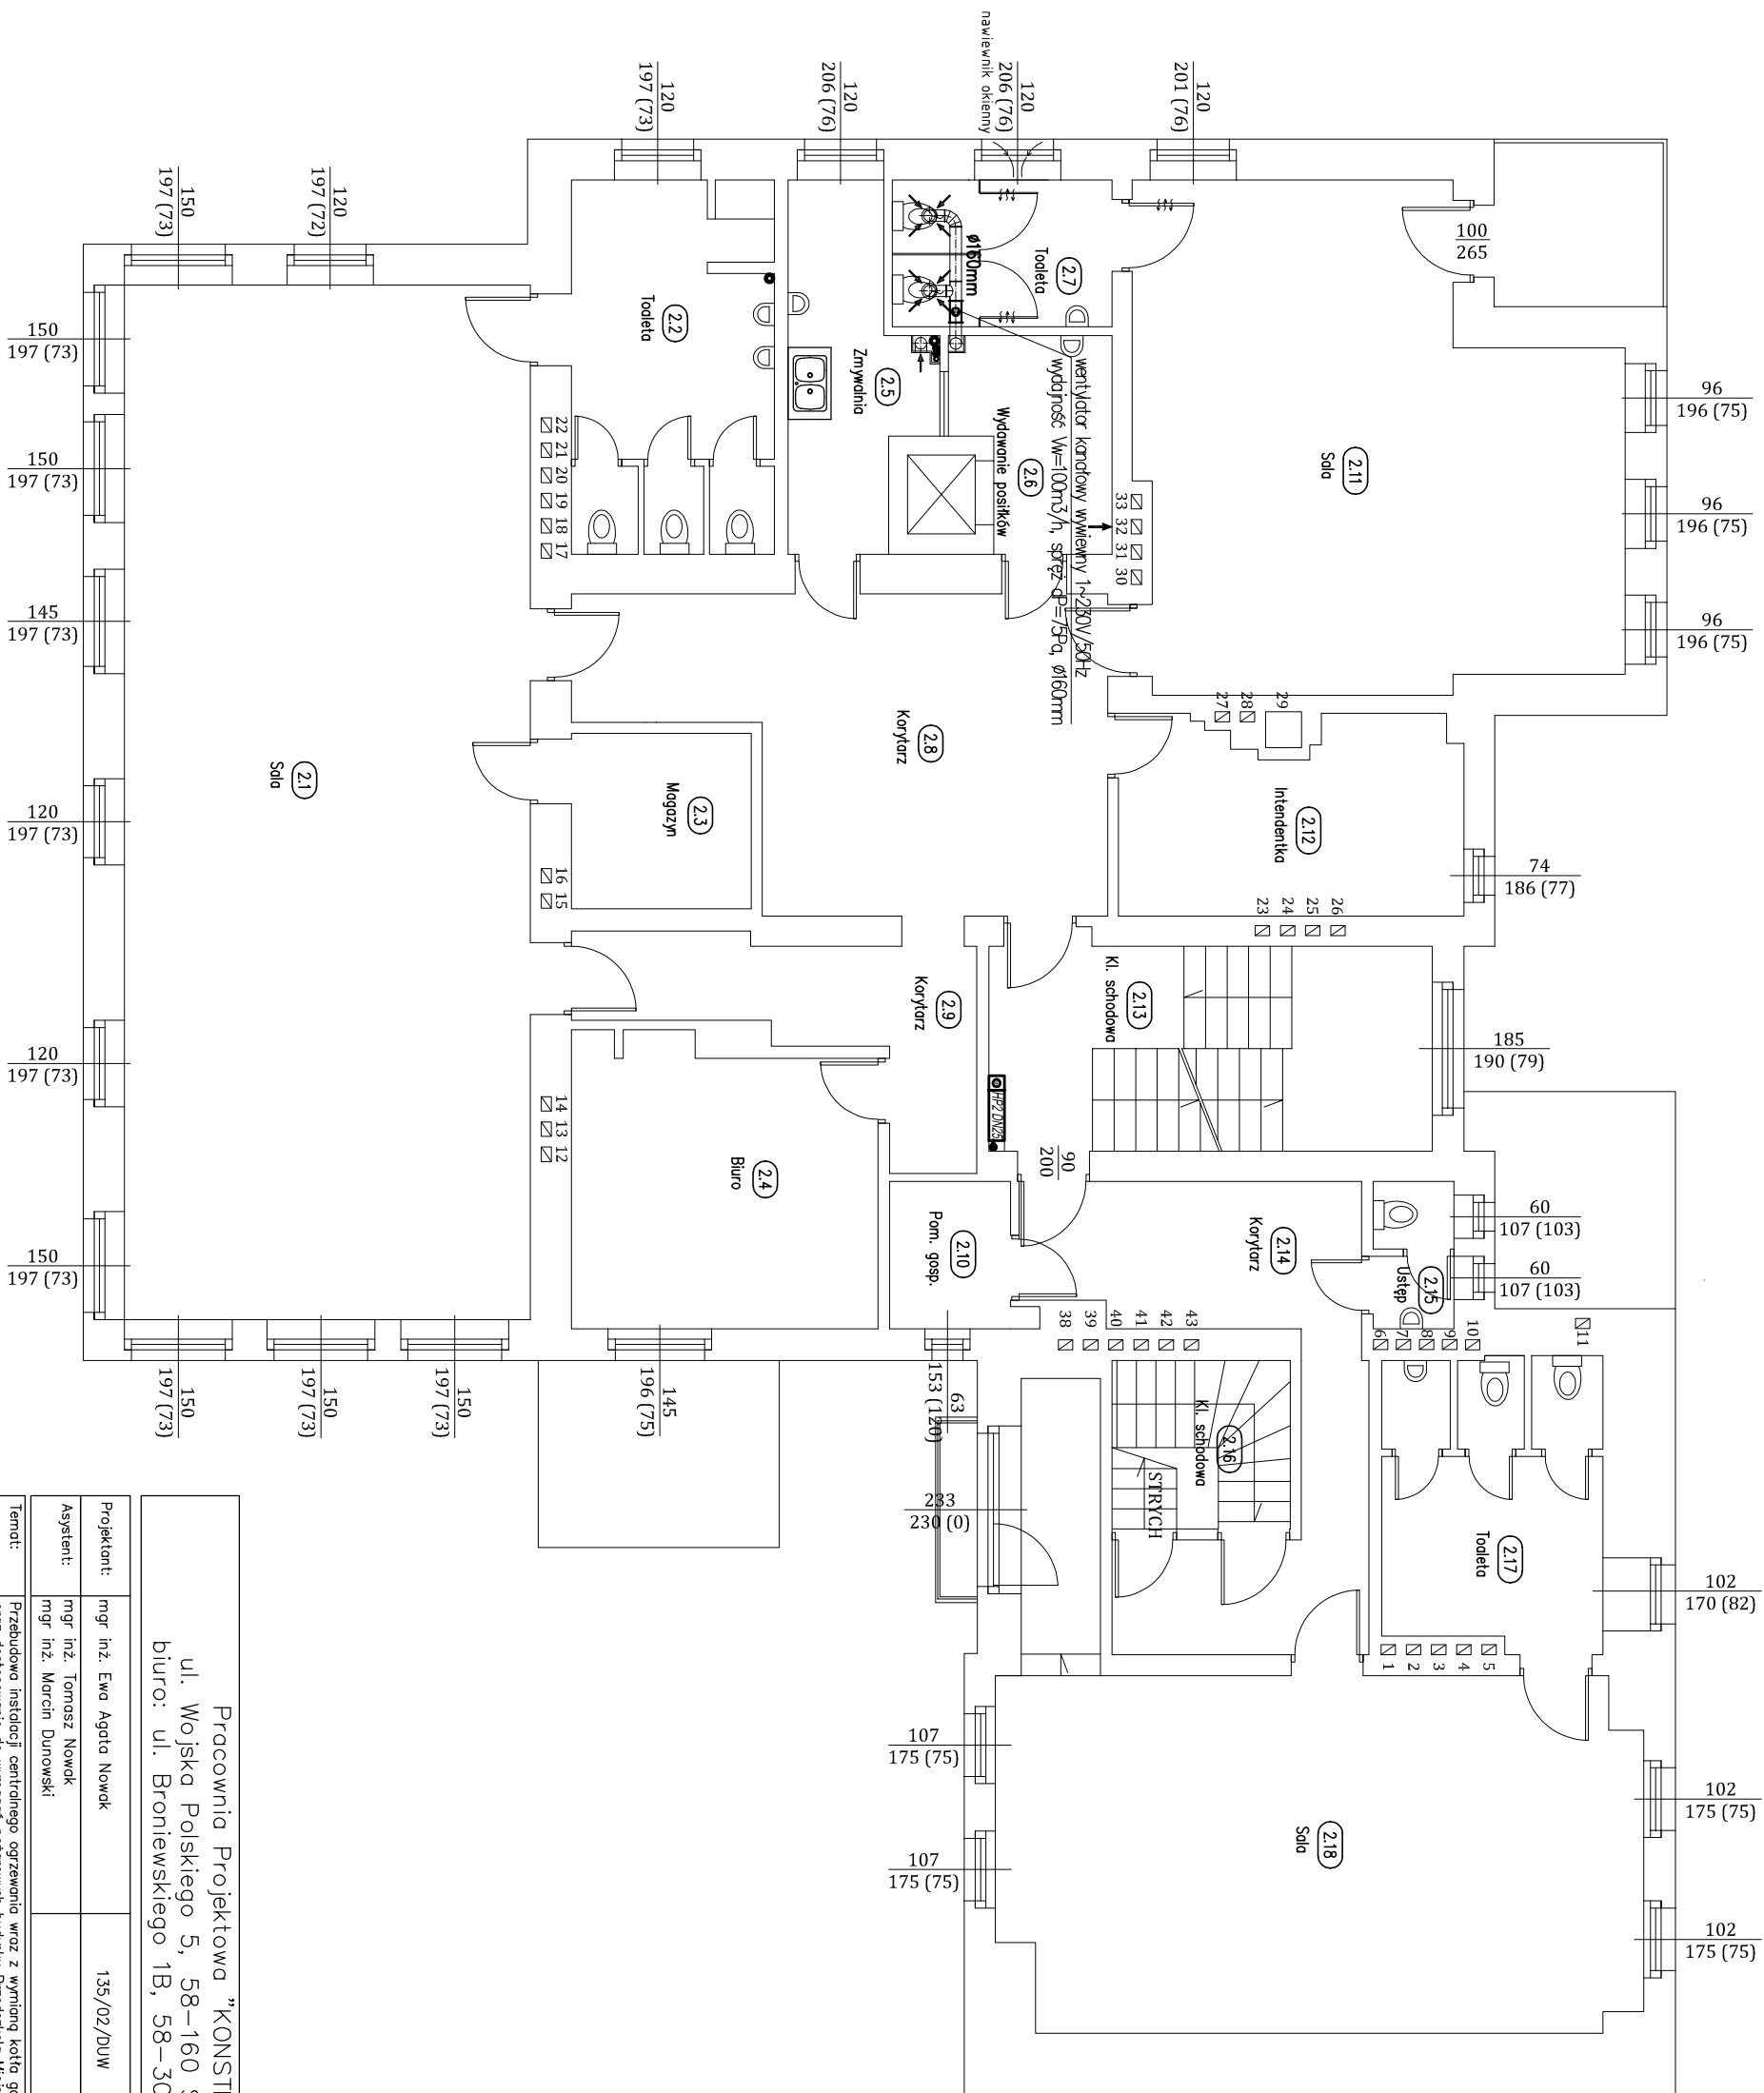 nawiewnik okienny
120
197 (73)
120
206 (76)
120
206 (76)
120
201 (76)
100
265
150
197 (73)
120
197 (72)
150
197 (73)
150
197 (73)
145
197 (73)
120
197 (73)
120
197 (73)
150
197 (73)
96
196 (75)
96
196 (75)
96
196 (75)
74
186 (77)
185
190 (79)
60
107 (103)
60
107 (103)
102
170 (82)
102
175 (75)
102
175 (75)
107
175 (75)
107
175 (75)
150
197 (73)
150
197 (73)
150
197 (73)
145
196 (75)
63
153 (120)
233
230 (0)
90
200
2.1
Sala
2.2
Toaleta
2.3
Magazyn
2.4
Biuro
2.5
Zmywalnia
2.6
Wydawanie posiłków
2.7
Toaleta
ø160mm
wentylator kanałowy wywiewny 1~230V/50Hz
wydajność Vw=100m3/h, spręż dP=75Pa, ø160mm
2.8
Korytarz
2.9
Korytarz
2.10
Pom. gosp.
2.11
Sala
2.12
Intendentka
2.13
Kl. schodowa
HP2 DN25
2.14
Korytarz
2.15
Ustęp
2.16
Kl. schodowa
STRYCH
2.17
Toaleta
2.18
Sala
22 21 20 19 18 17
16 15
14 13 12
33 32 31 30
27 28 29
23 24 25 26
38 39 40 41 42 43
6 7 8 9 10
11
1 2 3 4 5
Pracownia Projektowa "KONST
ul. Wojska Polskiego 5, 58-160
biuro: ul. Broniewskiego 1B, 58-30
Projektant:
mgr inż. Ewa Agata Nowak
135/02/DUW
Asystent:
mgr inż. Tomasz Nowak
mgr inż. Marcin Dunowski
Temat:
Przebudowa instalacji centralnego ogrzewania wraz z wymianą kotła